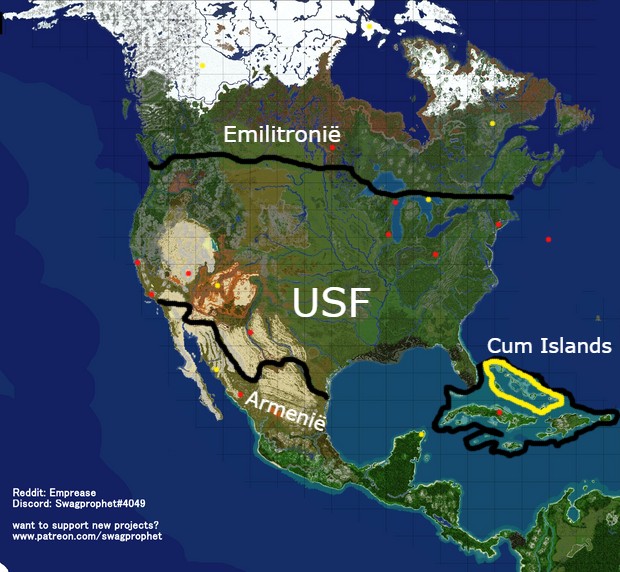 Emilitronië
USF
Cum Islands
Armenië
Reddit: Emprease
Discord: Swagprophet#4049
want to support new projects?
www.patreon.com/swagprophet